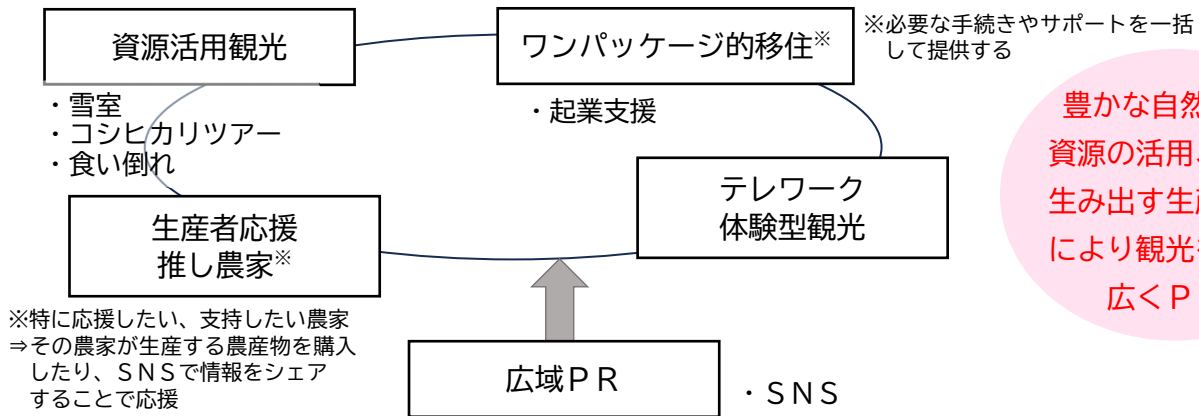 資源活用観光
ワンパッケージ的移住※
※必要な手続きやサポートを一括
して提供する
・雪室
・コシヒカリツアー
・食い倒れ
・起業支援
テレワーク
体験型観光
生産者応援
推し農家※
※特に応援したい、支持したい農家
⇒その農家が生産する農産物を購入
したり、ＳＮＳで情報をシェア
することで応援
広域ＰＲ
・ＳＮＳ
豊かな自然
資源の活用、
生み出す生産
により観光
広くＰ